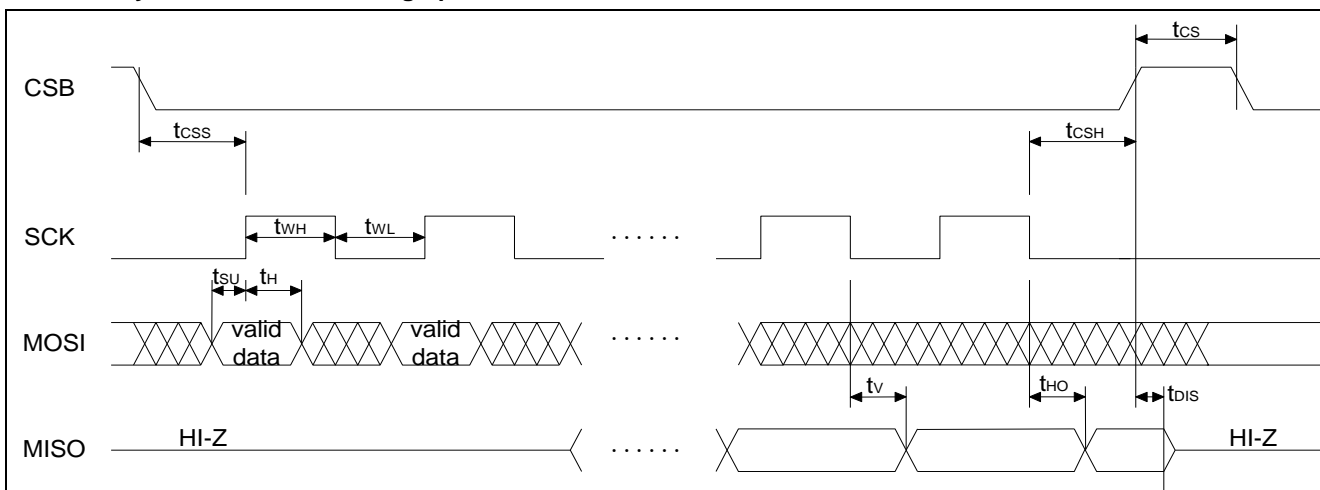 tCS
CSB
tCSS
tCSH
SCK
tWH
tWL
......
tSU
tH
MOSI
valid data
valid data
......
tV
tHO
tDIS
MISO
HI-Z
......
HI-Z